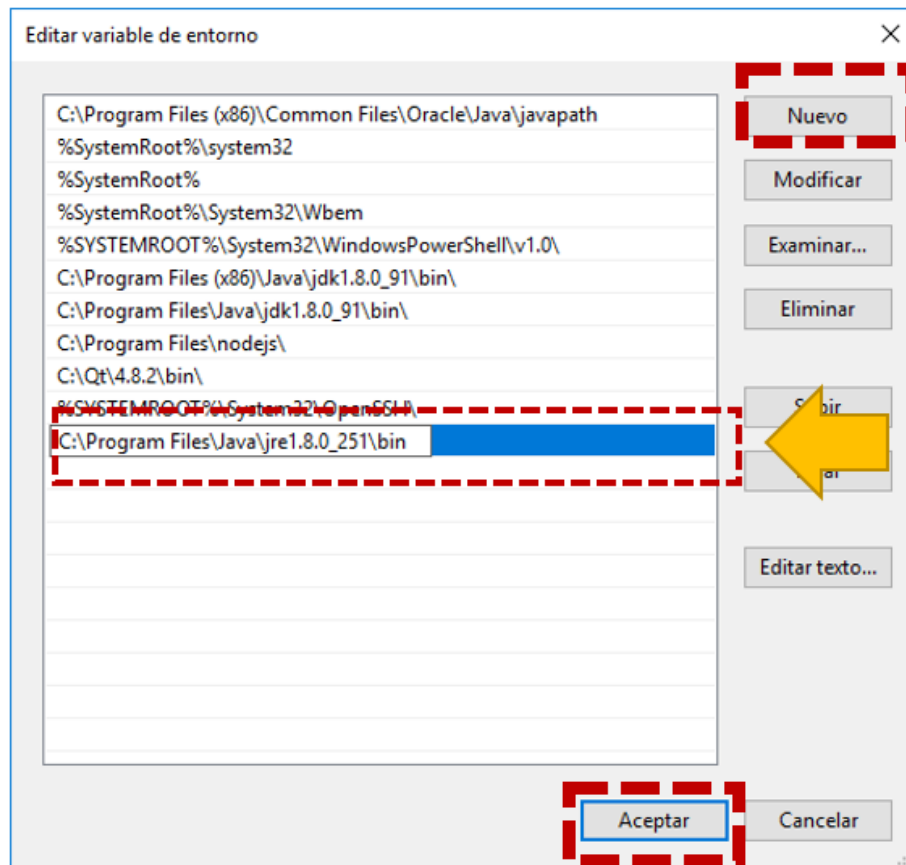 Editar variable de entorno
C:\Program Files (x86)\Common Files\Oracle\Java\javapath
%SystemRoot%\system32
%SystemRoot%
%SystemRoot%\System32\Wbem
%SYSTEMROOT%\System32\WindowsPowerShell\v1.0\
C:\Program Files (x86)\Java\jdk1.8.0_91\bin\
C:\Program Files\Java\jdk1.8.0_91\bin\
C:\Program Files\nodejs\
C:\Qt\4.8.2\bin\
%SYSTEMROOT%\System32\OpenSSH\
C:\Program Files\Java\jre1.8.0_251\bin
Nuevo
Modificar
Examinar...
Eliminar
Editar texto...
Aceptar
Cancelar